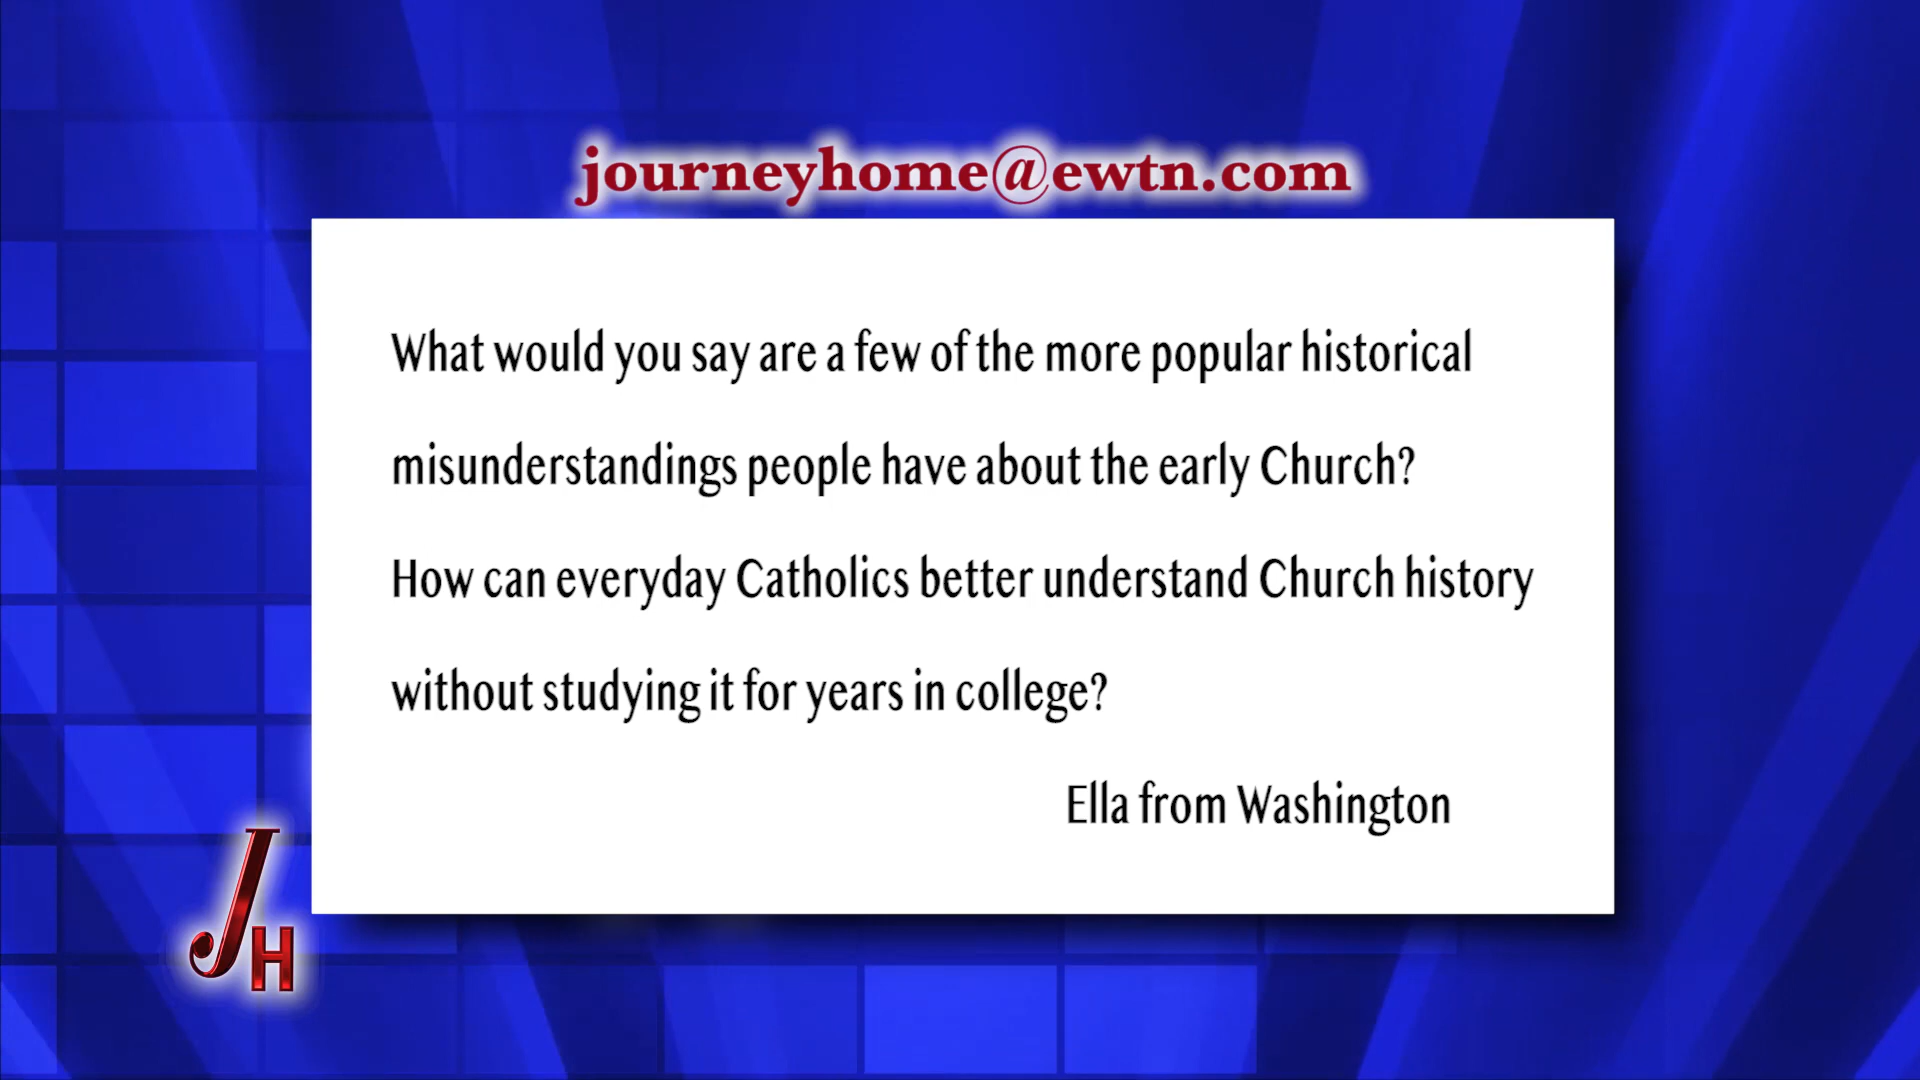 journeyhome@ewtn.com
What would you say are a few of the more popular historical
misunderstandings people have about the early Church?
How can everyday Catholics better understand Church history
without studying it for years in college?
Ella from Washington
JH